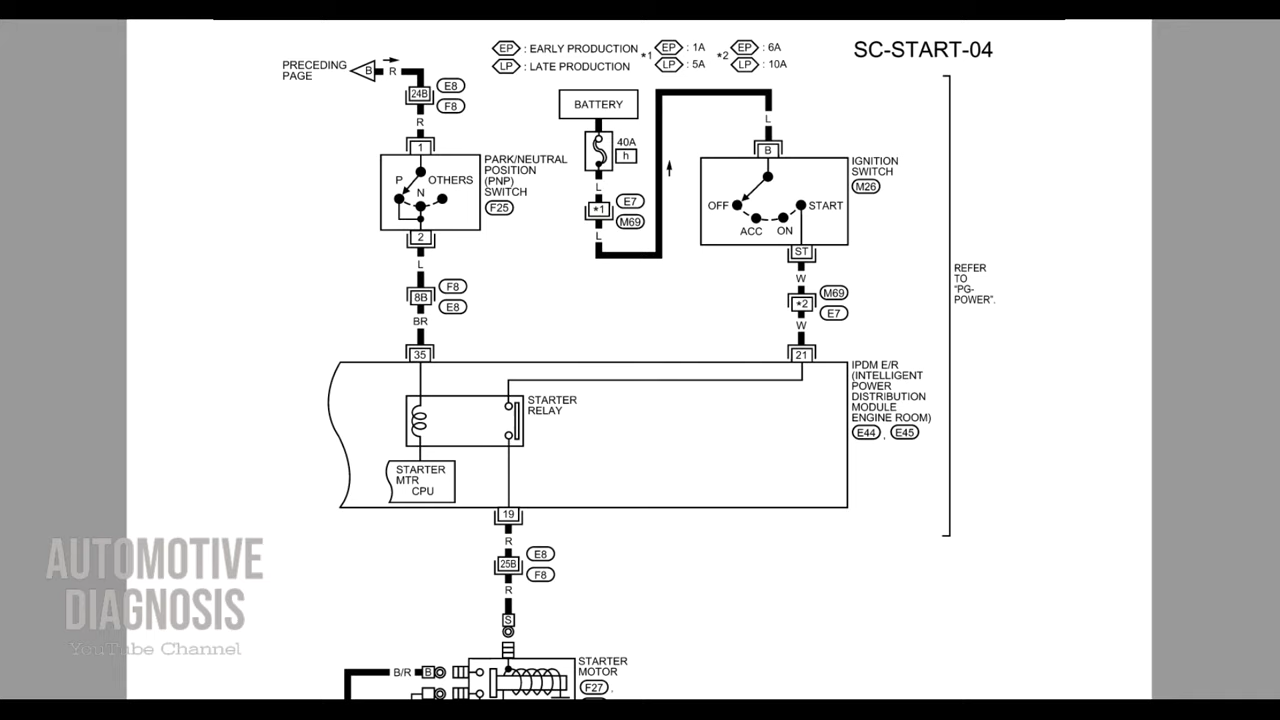 EP : EARLY PRODUCTION
LP : LATE PRODUCTION
*1 EP : 1A
LP : 5A
*2 EP : 6A
LP : 10A
SC-START-04
PRECEDING
PAGE
B
R
24B
E8
F8
R
1
PARK/NEUTRAL
POSITION
(PNP)
SWITCH
F25
P
OTHERS
N
2
L
8B
F8
E8
BR
35
BATTERY
40A
h
L
*1
E7
M69
L
L
B
IGNITION
SWITCH
M26
OFF
START
ACC
ON
ST
W
*2
M69
E7
W
21
REFER
TO
"PG-
POWER".
IPDM E/R
(INTELLIGENT
POWER
DISTRIBUTION
MODULE
ENGINE ROOM)
E44 , E45
STARTER
RELAY
STARTER
MTR
CPU
19
R
25B
E8
F8
R
S
B/R
B
STARTER
MOTOR
F27 ,
AUTOMOTIVE
DIAGNOSIS
YouTube Channel